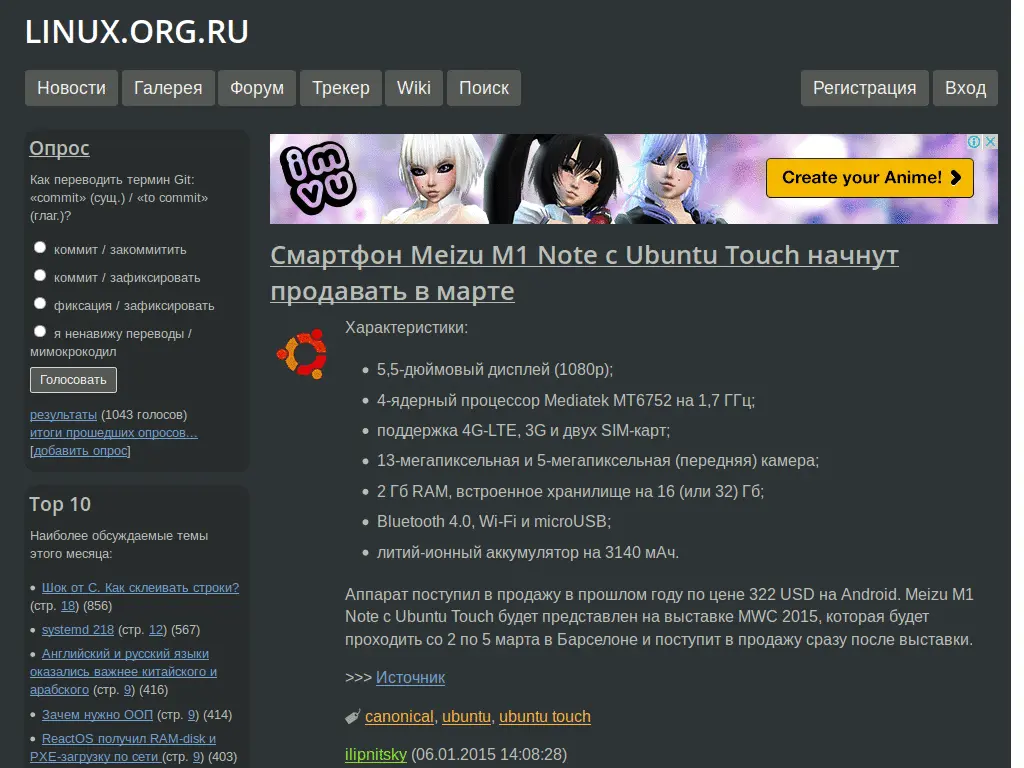 LINUX.ORG.RU
Новости Галерея Форум Трекер Wiki Поиск Регистрация Вход
Опрос
Как переводить термин Git:
«commit» (сущ.) / «to commit»
(глаг.)?
коммит / закоммитить
коммит / зафиксировать
фиксация / зафиксировать
я ненавижу переводы /
мимокрокодил
Голосовать
результаты (1043 голосов)
итоги прошедших опросов...
[добавить опрос]
Top 10
Наиболее обсуждаемые темы
этого месяца:
• Шок от C. Как склеивать строки?
(стр. 18) (856)
• systemd 218 (стр. 12) (567)
• Английский и русский языки
оказались важнее китайского и
арабского (стр. 9) (416)
• Зачем нужно ООП (стр. 9) (414)
• ReactOS получил RAM-disk и
PXE-загрузку по сети (стр. 9) (403)
imvu
Create your Anime!
Смартфон Meizu M1 Note с Ubuntu Touch начнут
продавать в марте
Характеристики:
• 5,5-дюймовый дисплей (1080p);
• 4-ядерный процессор Mediatek MT6752 на 1,7 ГГц;
• поддержка 4G-LTE, 3G и двух SIM-карт;
• 13-мегапиксельная и 5-мегапиксельная (передняя) камера;
• 2 Гб RAM, встроенное хранилище на 16 (или 32) Гб;
• Bluetooth 4.0, Wi-Fi и microUSB;
• литий-ионный аккумулятор на 3140 мАч.
Аппарат поступил в продажу в прошлом году по цене 322 USD на Android. Meizu M1
Note с Ubuntu Touch будет представлен на выставке MWC 2015, которая будет
проходить со 2 по 5 марта в Барселоне и поступит в продажу сразу после выставки.
>>> Источник
canonical, ubuntu, ubuntu touch
ilipnitsky (06.01.2015 14:08:28)